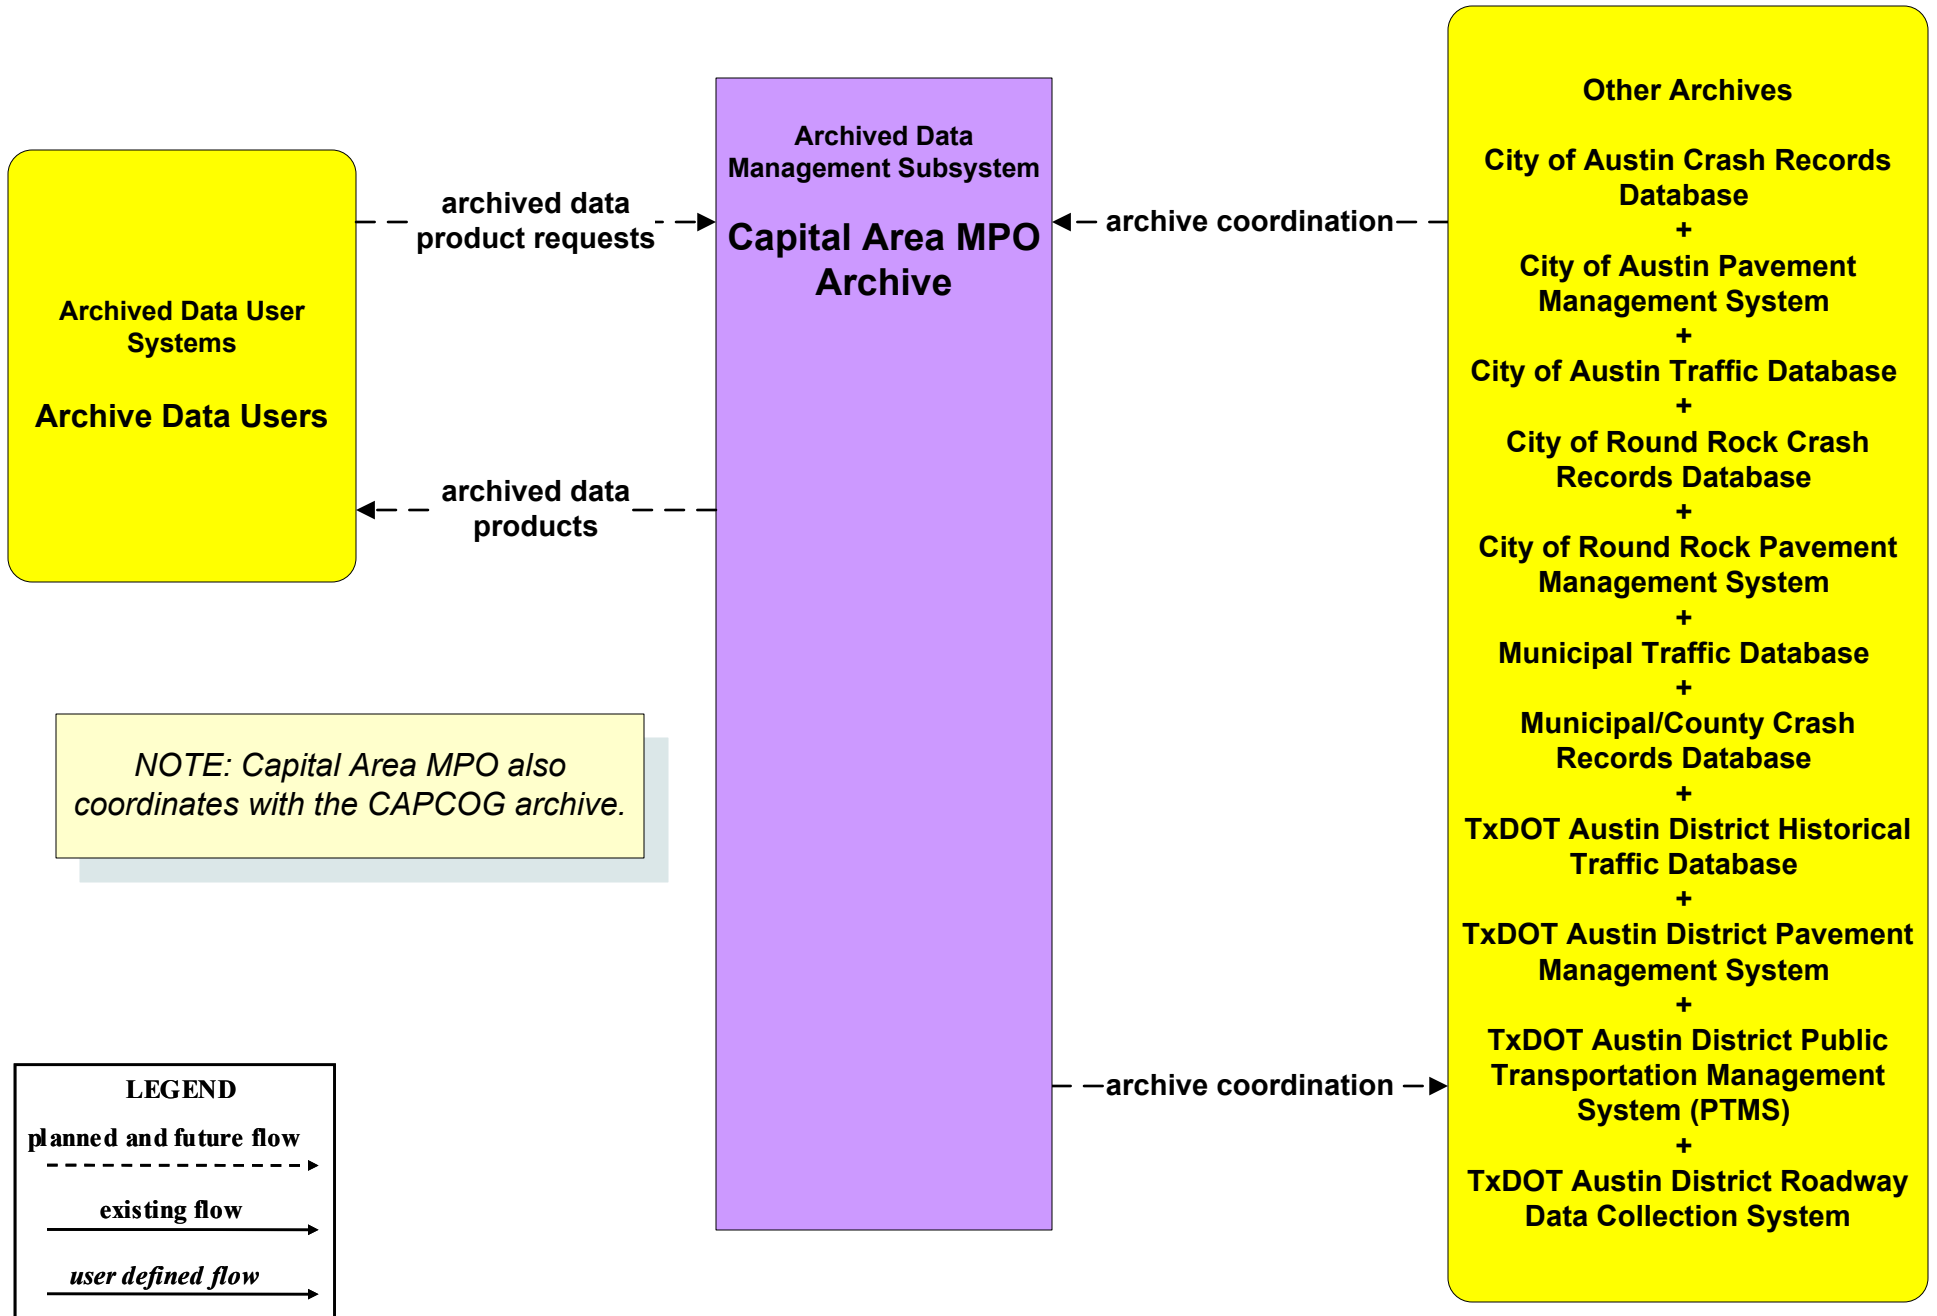 Archived Data User
Systems
Archive Data Users
archived data
product requests
archived data
products
Archived Data
Management Subsystem
Capital Area MPO
Archive
archive coordination
archive coordination
Other Archives
City of Austin Crash Records
Database
+
City of Austin Pavement
Management System
+
City of Austin Traffic Database
+
City of Round Rock Crash
Records Database
+
City of Round Rock Pavement
Management System
+
Municipal Traffic Database
+
Municipal/County Crash
Records Database
+
TxDOT Austin District Historical
Traffic Database
+
TxDOT Austin District Pavement
Management System
+
TxDOT Austin District Public
Transportation Management
System (PTMS)
+
TxDOT Austin District Roadway
Data Collection System
NOTE: Capital Area MPO also
coordinates with the CAPCOG archive.
LEGEND
planned and future flow
existing flow
user defined flow